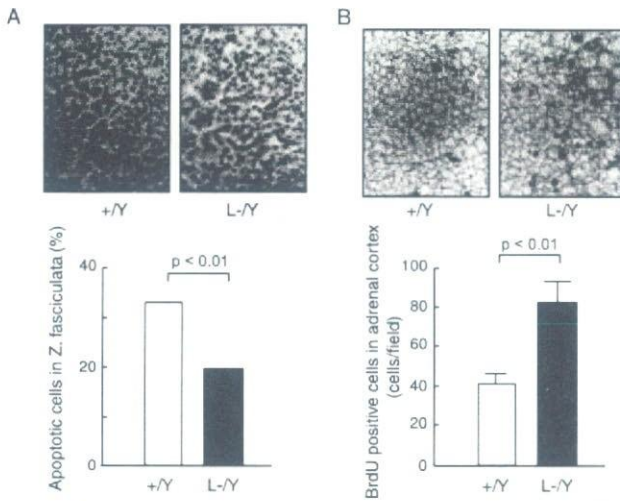 A
B
+/Y
L-/Y
+/Y
L-/Y
Apoptotic cells in Z. fasciculata (%)
p < 0.01
40
20
0
+/Y
L-/Y
BrdU positive cells in adrenal cortex
(cells/field)
p < 0.01
100
80
60
40
20
0
+/Y
L-/Y